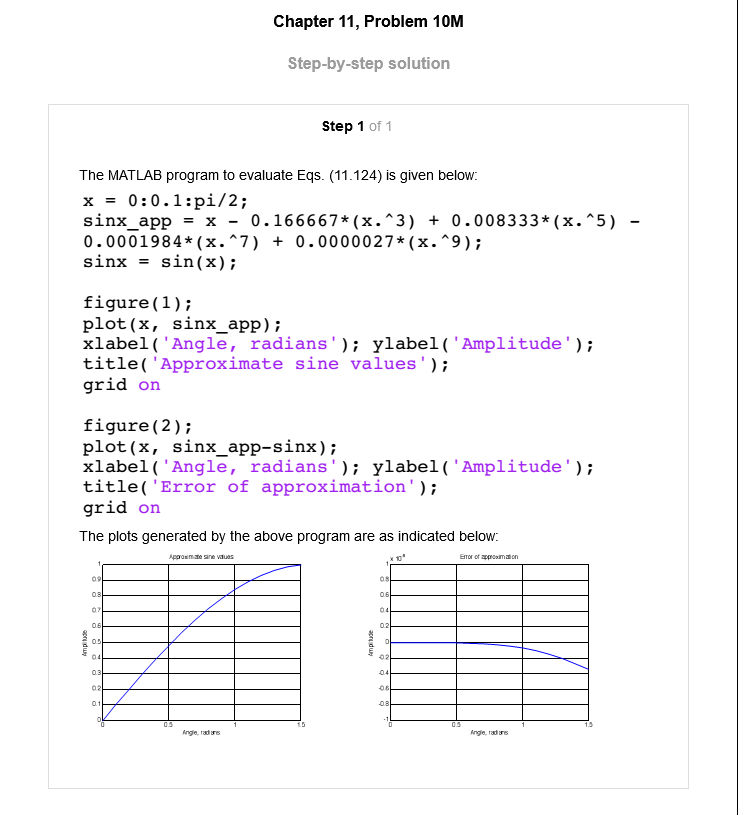 Chapter 11, Problem 10M
Step-by-step solution
Step 1 of 1
The MATLAB program to evaluate Eqs. (11.124) is given below:
x = 0:0.1:pi/2;
sinx_app = x - 0.166667*(x.^3) + 0.008333*(x.^5) -
0.0001984*(x.^7) + 0.0000027*(x.^9);
sinx = sin(x);
figure(1);
plot(x, sinx_app);
xlabel('Angle, radians'); ylabel('Amplitude');
title('Approximate sine values');
grid on
figure(2);
plot(x, sinx_app-sinx);
xlabel('Angle, radians'); ylabel('Amplitude');
title('Error of approximation');
grid on
The plots generated by the above program are as indicated below:
Approximate sine values
1
0.9
0.8
0.7
0.6
0.5
0.4
0.3
0.2
0.1
0
0 0.5 1 1.5
Amplitude
Angle, radians
Error of approximation
x 10
1
0.8
0.6
0.4
0.2
0
-0.2
-0.4
-0.6
-0.8
-1
0 0.5 1 1.5
Amplitude
Angle, radians